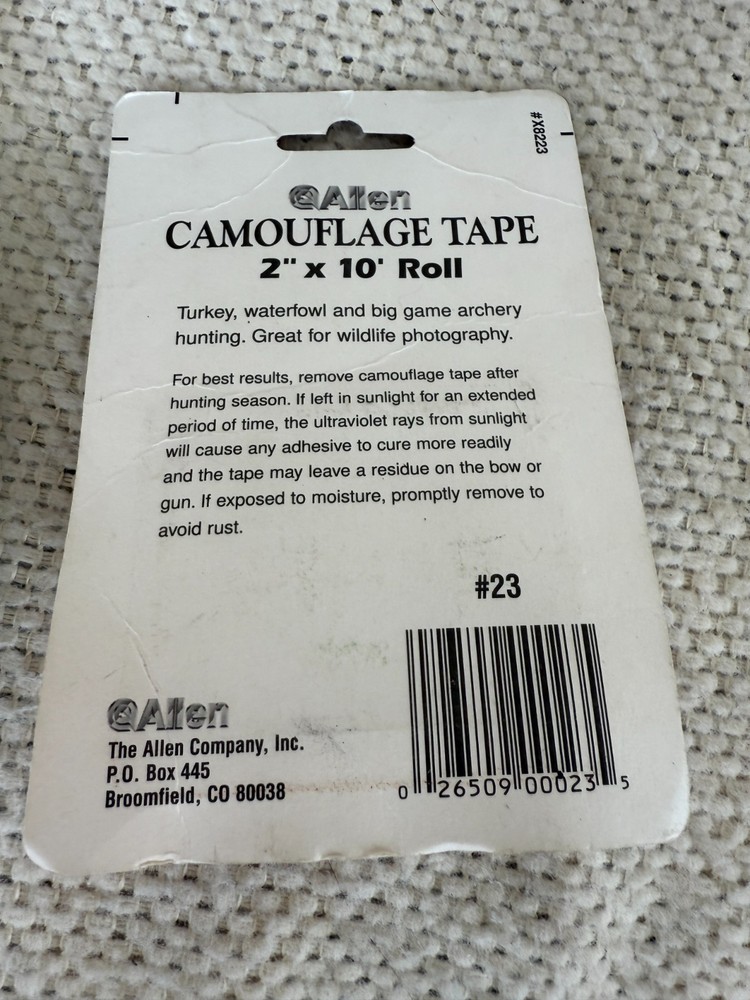 #X8223
Allen
CAMOUFLAGE TAPE
2" x 10' Roll
Turkey, waterfowl and big game archery
hunting. Great for wildlife photography.
For best results, remove camouflage tape after
hunting season. If left in sunlight for an extended
period of time, the ultraviolet rays from sunlight
will cause any adhesive to cure more readily
and the tape may leave a residue on the bow or
gun. If exposed to moisture, promptly remove to
avoid rust.
#23
Allen
The Allen Company, Inc.
P.O. Box 445
Broomfield, CO 80038
0 26509 00023 5